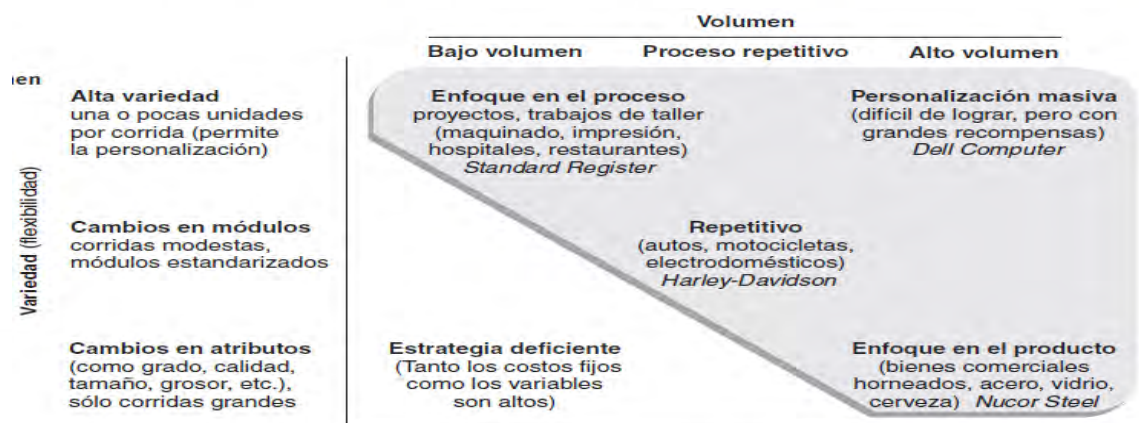 Volumen
Bajo volumen
Proceso repetitivo
Alto volumen
Variedad (flexibilidad)
Alta variedad
una o pocas unidades
por corrida (permite
la personalización)
Enfoque en el proceso
proyectos, trabajos de taller
(maquinado, impresión,
hospitales, restaurantes)
Standard Register
Personalización masiva
(difícil de lograr, pero con
grandes recompensas)
Dell Computer
Cambios en módulos
corridas modestas,
módulos estandarizados
Repetitivo
(autos, motocicletas,
electrodomésticos)
Harley-Davidson
Cambios en atributos
(como grado, calidad,
tamaño, grosor, etc.),
sólo corridas grandes
Estrategia deficiente
(Tanto los costos fijos
como los variables
son altos)
Enfoque en el producto
(bienes comerciales
horneados, acero, vidrio,
cerveza) Nucor Steel